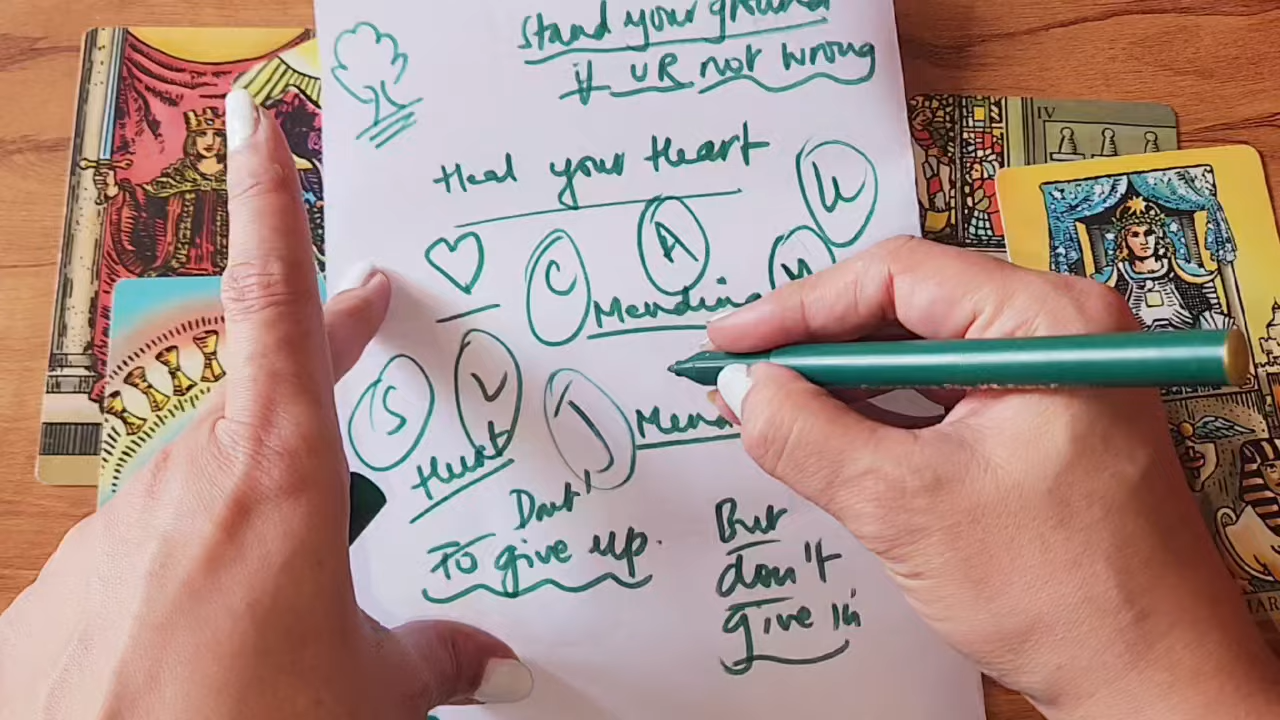 Stand your ground
if UR not wrong
Heal your Heart
W
A
C
M
Mending
S
L
J
Hurt
Mend
Don't
To give up.
But
don't
give in
IV